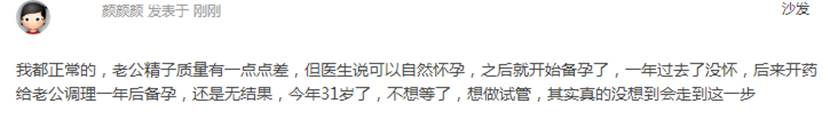 颜颜颜 发表于 刚刚 沙发
我都正常的，老公精子质量有一点点差，但医生说可以自然怀孕，之后就开始备孕了，一年过去了没怀，后来开药
给老公调理一年后备孕，还是无结果，今年31岁了，不想等了，想做试管，其实真的没想到会走到这一步